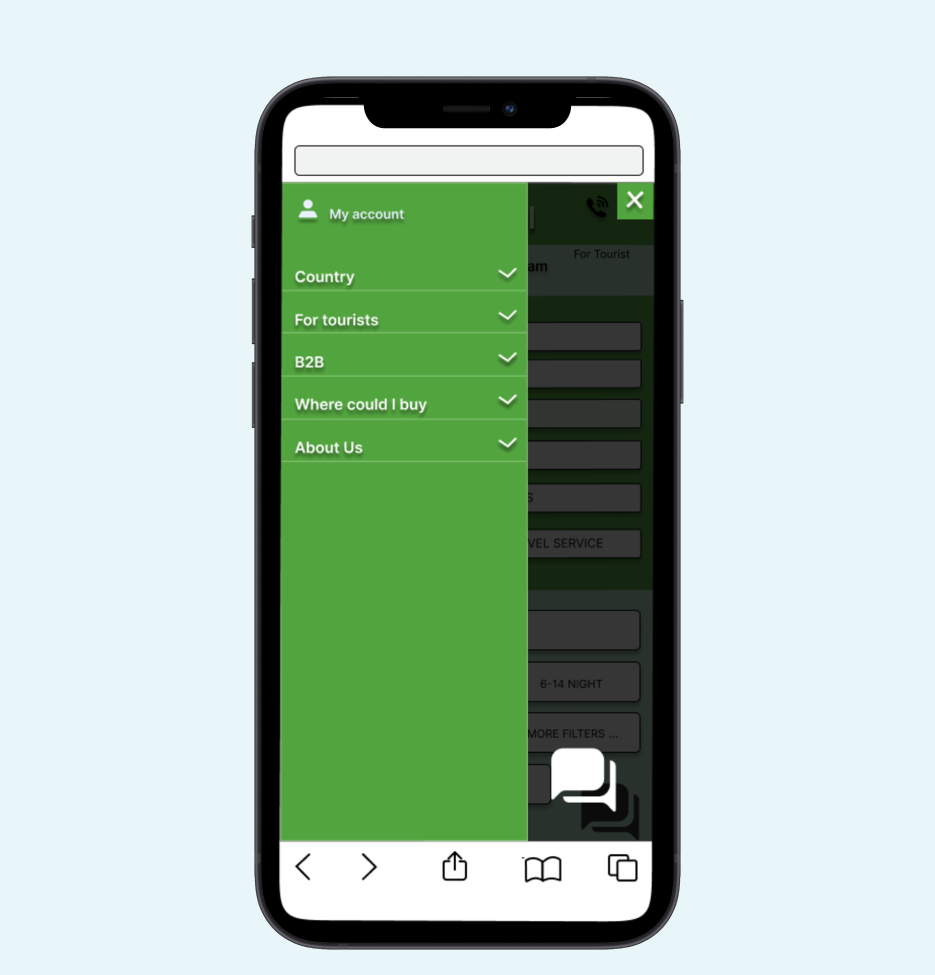 My account
For Tourist
am
Country
For tourists
B2B
Where could I buy
About Us
S
VEL SERVICE
6-14 NIGHT
MORE FILTERS ...